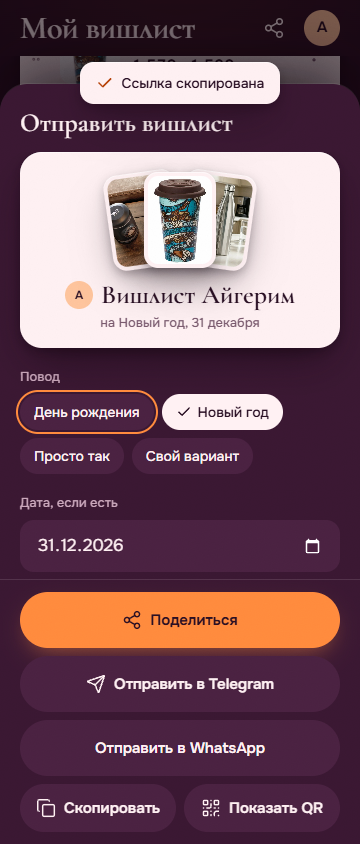 Мой вишлист
A
Ссылка скопирована
Отправить вишлист
A Вишлист Айгерим
на Новый год, 31 декабря
Повод
День рождения
Новый год
Просто так
Свой вариант
Дата, если есть
31.12.2026
Поделиться
Отправить в Telegram
Отправить в WhatsApp
Скопировать
Показать QR